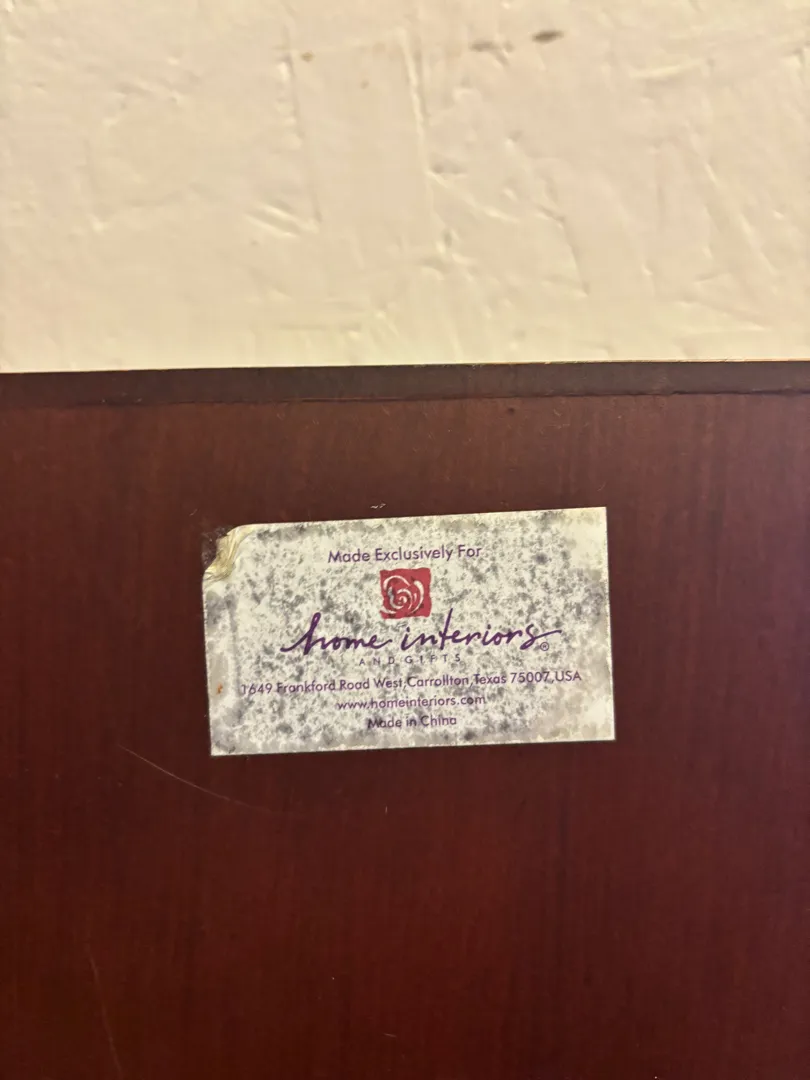 Made Exclusively For
home interiors®
AND GIFTS
1649 Frankford Road West,Carrollton,Texas 75007,USA
www.homeinteriors.com
Made in China